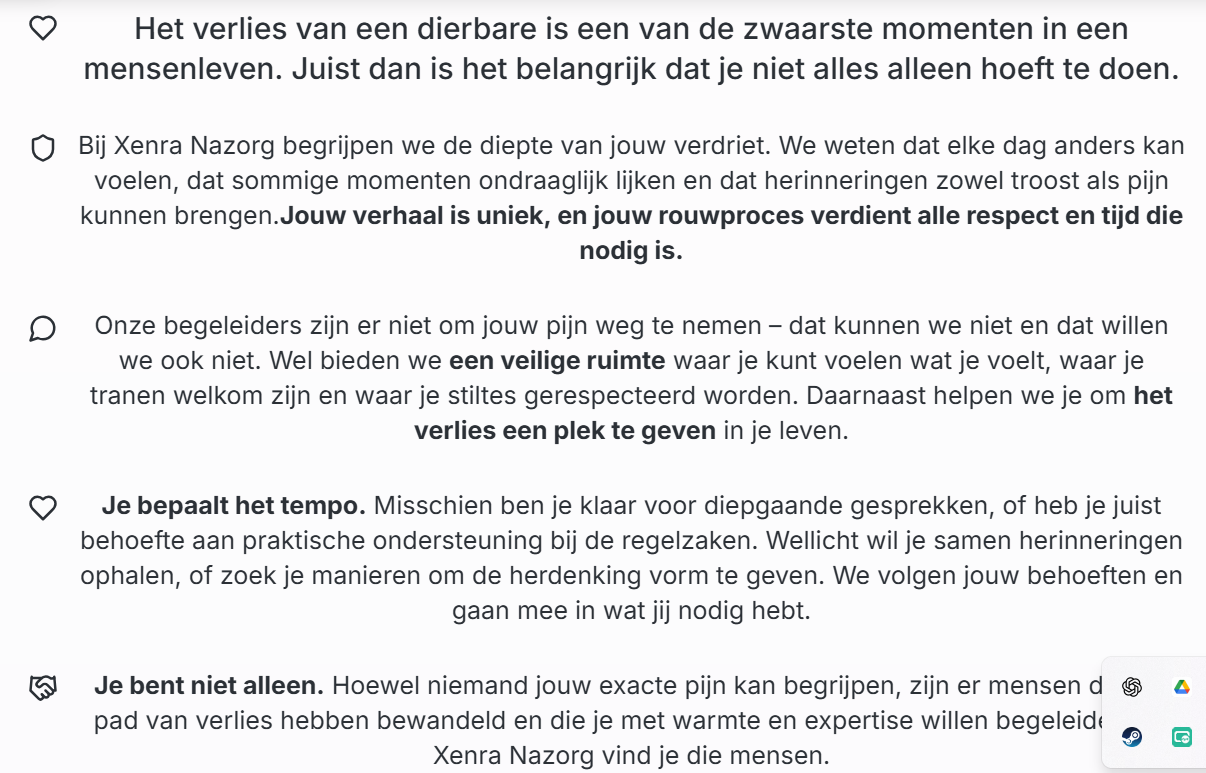 Het verlies van een dierbare is een van de zwaarste momenten in een
mensenleven. Juist dan is het belangrijk dat je niet alles alleen hoeft te doen.
Bij Xenra Nazorg begrijpen we de diepte van jouw verdriet. We weten dat elke dag anders kan
voelen, dat sommige momenten ondraaglijk lijken en dat herinneringen zowel troost als pijn
kunnen brengen.Jouw verhaal is uniek, en jouw rouwproces verdient alle respect en tijd die
nodig is.
Onze begeleiders zijn er niet om jouw pijn weg te nemen – dat kunnen we niet en dat willen
we ook niet. Wel bieden we een veilige ruimte waar je kunt voelen wat je voelt, waar je
tranen welkom zijn en waar je stiltes gerespecteerd worden. Daarnaast helpen we je om het
verlies een plek te geven in je leven.
Je bepaalt het tempo. Misschien ben je klaar voor diepgaande gesprekken, of heb je juist
behoefte aan praktische ondersteuning bij de regelzaken. Wellicht wil je samen herinneringen
ophalen, of zoek je manieren om de herdenking vorm te geven. We volgen jouw behoeften en
gaan mee in wat jij nodig hebt.
Je bent niet alleen. Hoewel niemand jouw exacte pijn kan begrijpen, zijn er mensen
pad van verlies hebben bewandeld en die je met warmte en expertise willen
Xenra Nazorg vind je die mensen.